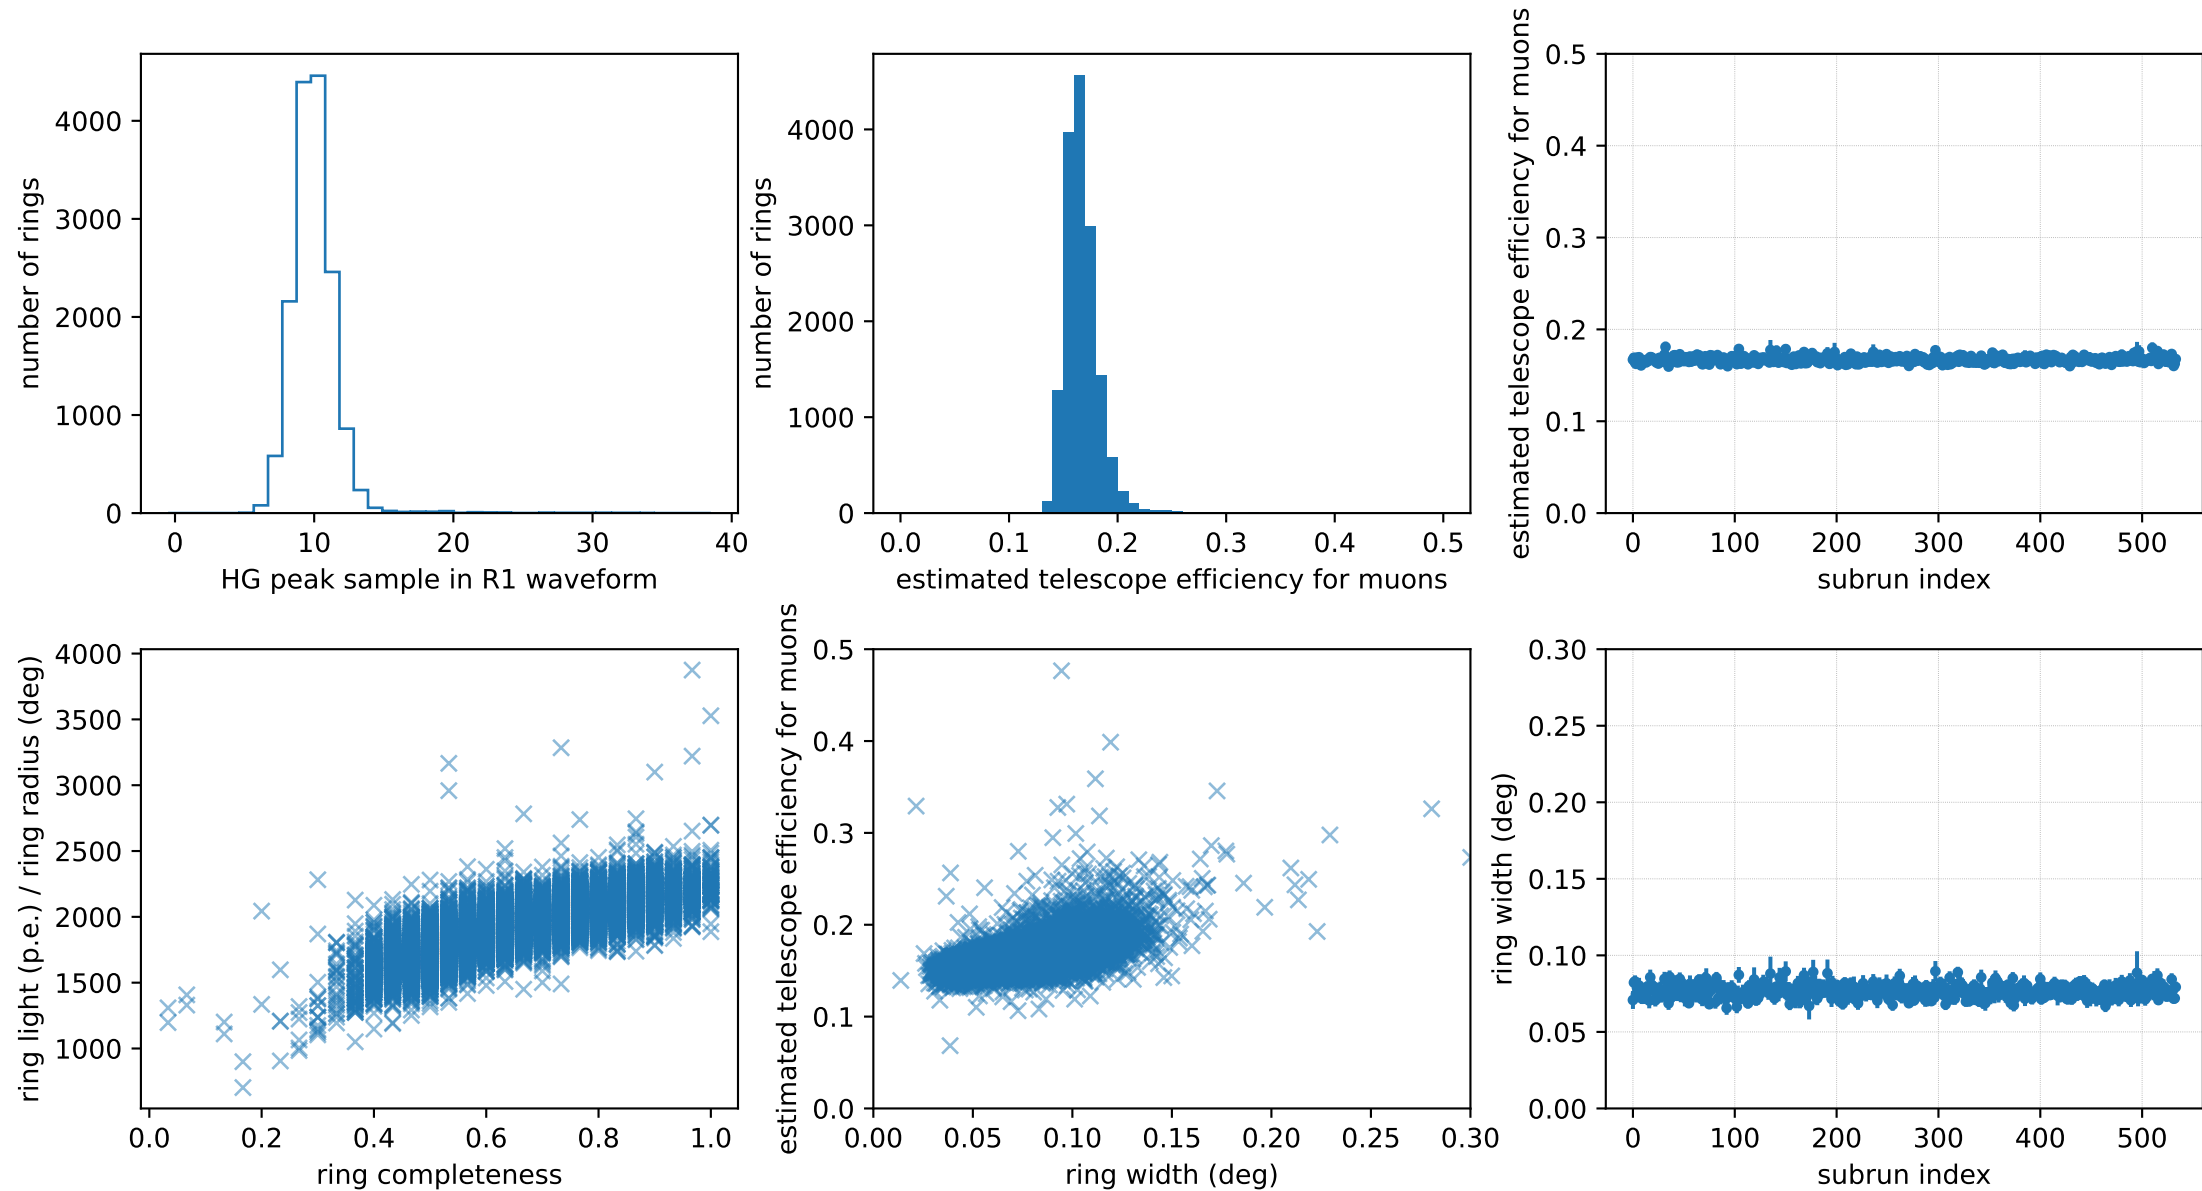 number of rings
4000
3000
2000
1000
0
0 10 20 30 40
HG peak sample in R1 waveform
number of rings
4000
3000
2000
1000
0
0.0 0.1 0.2 0.3 0.4 0.5
estimated telescope efficiency for muons
estimated telescope efficiency for muons
0.5
0.4
0.3
0.2
0.1
0.0
0 100 200 300 400 500
subrun index
ring light (p.e.) / ring radius (deg)
4000
3500
3000
2500
2000
1500
1000
0.0 0.2 0.4 0.6 0.8 1.0
ring completeness
estimated telescope efficiency for muons
0.5
0.4
0.3
0.2
0.1
0.0
0.00 0.05 0.10 0.15 0.20 0.25 0.30
ring width (deg)
ring width (deg)
0.30
0.25
0.20
0.15
0.10
0.05
0.00
0 100 200 300 400 500
subrun index